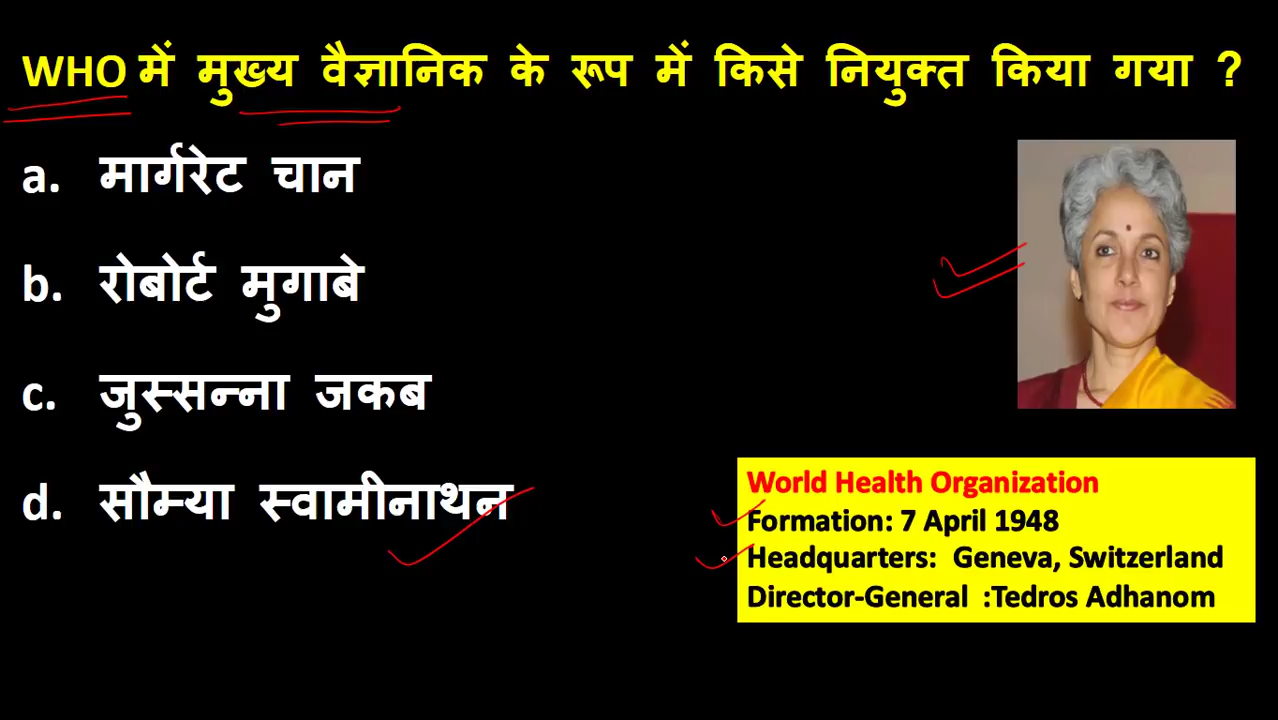 WHO में मुख्य वैज्ञानिक के रूप में किसे नियुक्त किया गया ?
a. मार्गरेट चान
b. रोबोर्ट मुगाबे
c. जुस्सन्ना जकब
d. सौम्या स्वामीनाथन
World Health Organization
Formation: 7 April 1948
Headquarters: Geneva, Switzerland
Director-General :Tedros Adhanom